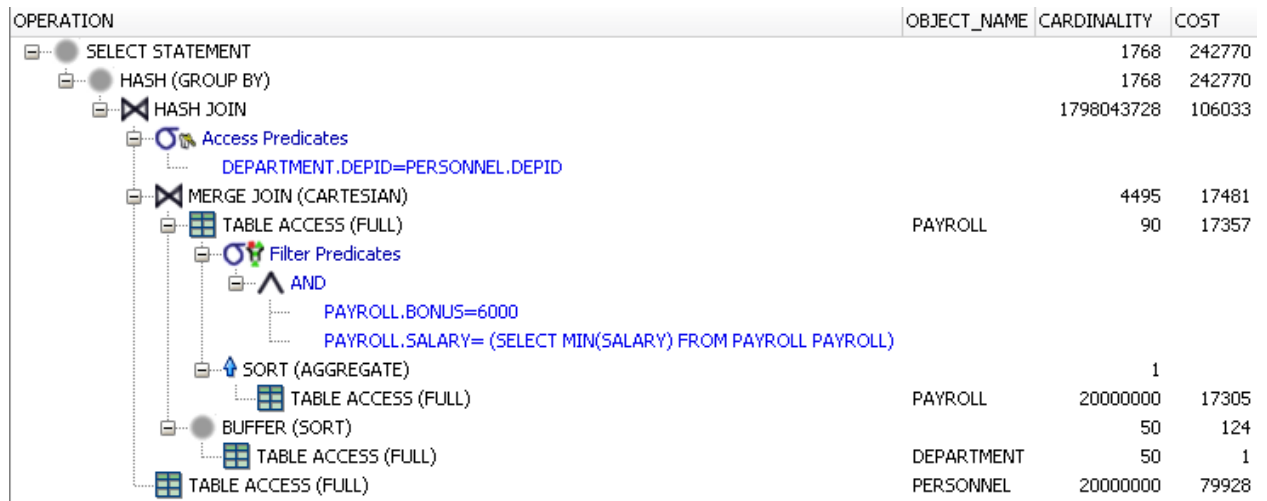 OPERATION OBJECT_NAME CARDINALITY COST
SELECT STATEMENT 1768 242770
HASH (GROUP BY) 1768 242770
HASH JOIN 1798043728 106033
Access Predicates
DEPARTMENT.DEPID=PERSONNEL.DEPID
MERGE JOIN (CARTESIAN) 4495 17481
TABLE ACCESS (FULL) PAYROLL 90 17357
Filter Predicates
AND
PAYROLL.BONUS=6000
PAYROLL.SALARY= (SELECT MIN(SALARY) FROM PAYROLL PAYROLL)
SORT (AGGREGATE) 1
TABLE ACCESS (FULL) PAYROLL 20000000 17305
BUFFER (SORT) 50 124
TABLE ACCESS (FULL) DEPARTMENT 50 1
TABLE ACCESS (FULL) PERSONNEL 20000000 79928